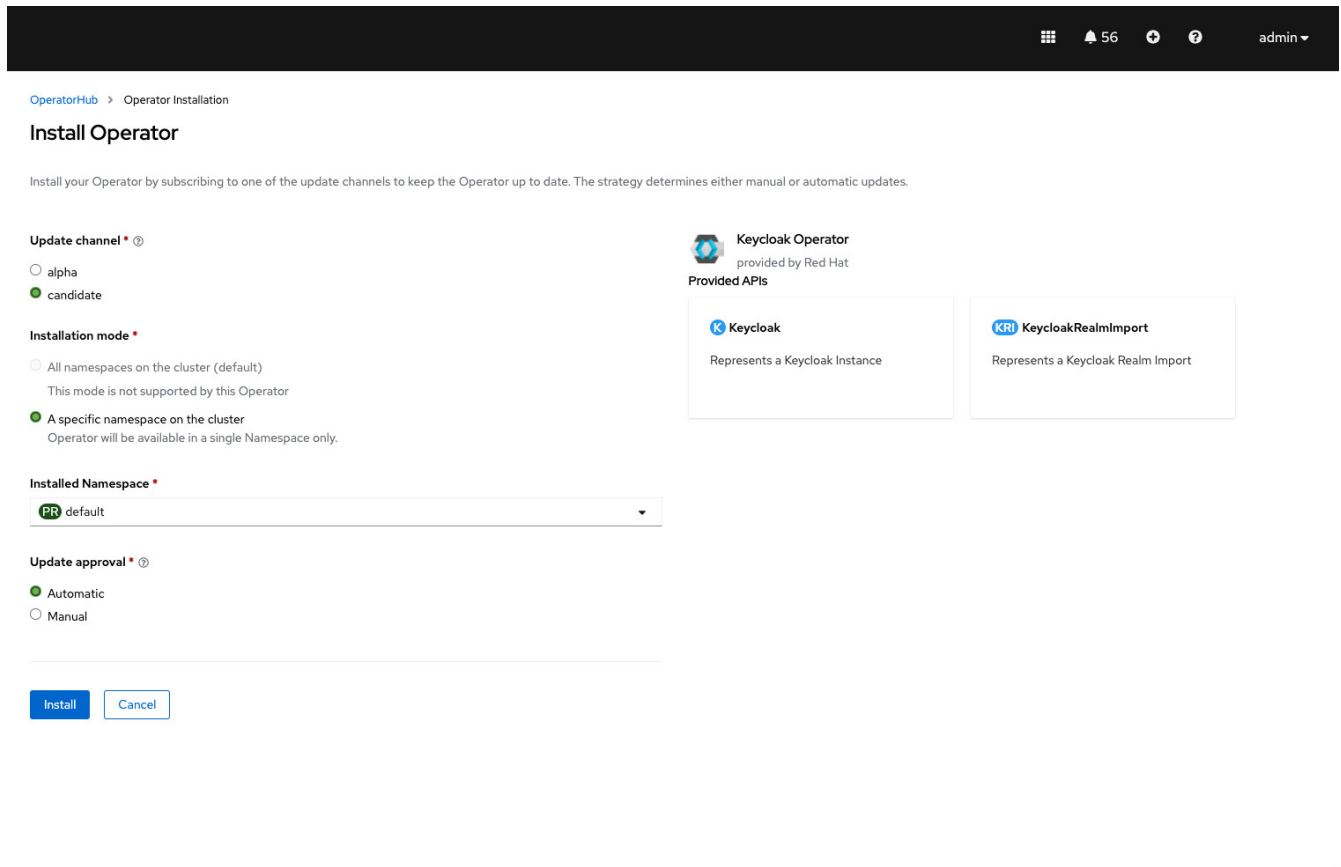 56
admin
OperatorHub > Operator Installation
Install Operator
Install your Operator by subscribing to one of the update channels to keep the Operator up to date. The strategy determines either manual or automatic updates.
Update channel *
alpha
candidate
Installation mode *
All namespaces on the cluster (default)
This mode is not supported by this Operator
A specific namespace on the cluster
Operator will be available in a single Namespace only.
Installed Namespace *
PR default
Update approval *
Automatic
Manual
Install Cancel
Keycloak Operator
provided by Red Hat
Provided APIs
K Keycloak
Represents a Keycloak Instance
KRI KeycloakRealmImport
Represents a Keycloak Realm Import